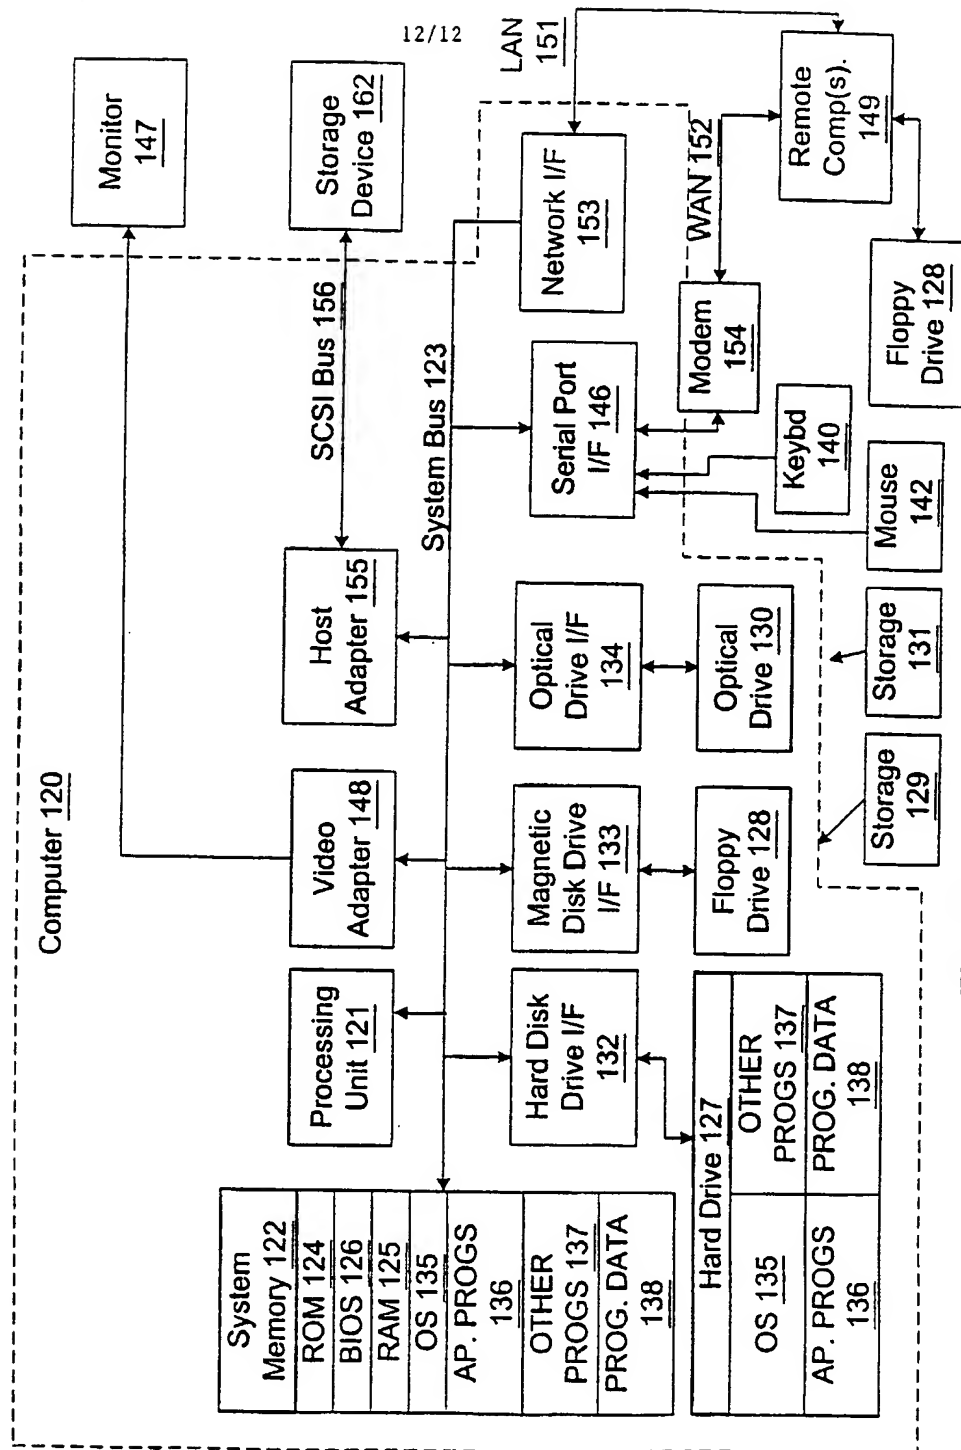 12/12
Computer 120
Monitor
147
Storage
Device 162
SCSI Bus 156
Processing
Unit 121
Video
Adapter 148
Host
Adapter 155
System Bus 123
LAN
151
System
Memory 122
ROM 124
BIOS 126
RAM 125
OS 135
AP. PROGS
136
OTHER
PROGS 137
PROG. DATA
138
Hard Disk
Drive I/F
132
Magnetic
Disk Drive
I/F 133
Optical
Drive I/F
134
Serial Port
I/F 146
Network I/F
153
Floppy
Drive 128
Optical
Drive 130
Modem
154
WAN 152
Remote
Comp(s).
149
Keybd
140
Hard Drive 127
OS 135
OTHER
PROGS 137
AP. PROGS
136
PROG. DATA
138
Storage
129
Storage
131
Mouse
142
Floppy
Drive 128